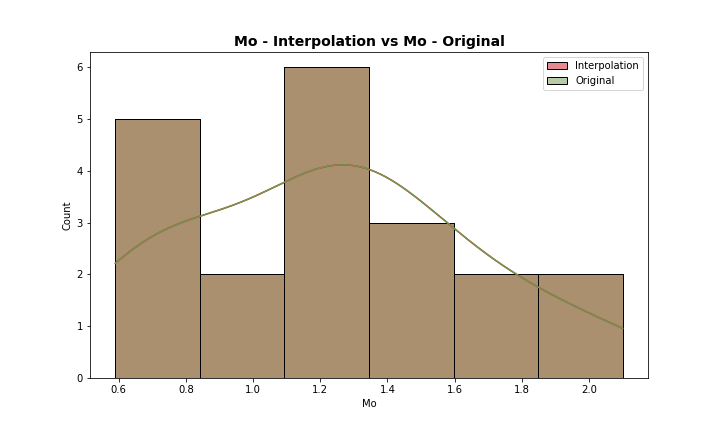 Mo - Interpolation vs Mo - Original
Interpolation
Original
6
5
4
3
2
1
0
Count
0.6 0.8 1.0 1.2 1.4 1.6 1.8 2.0
Mo